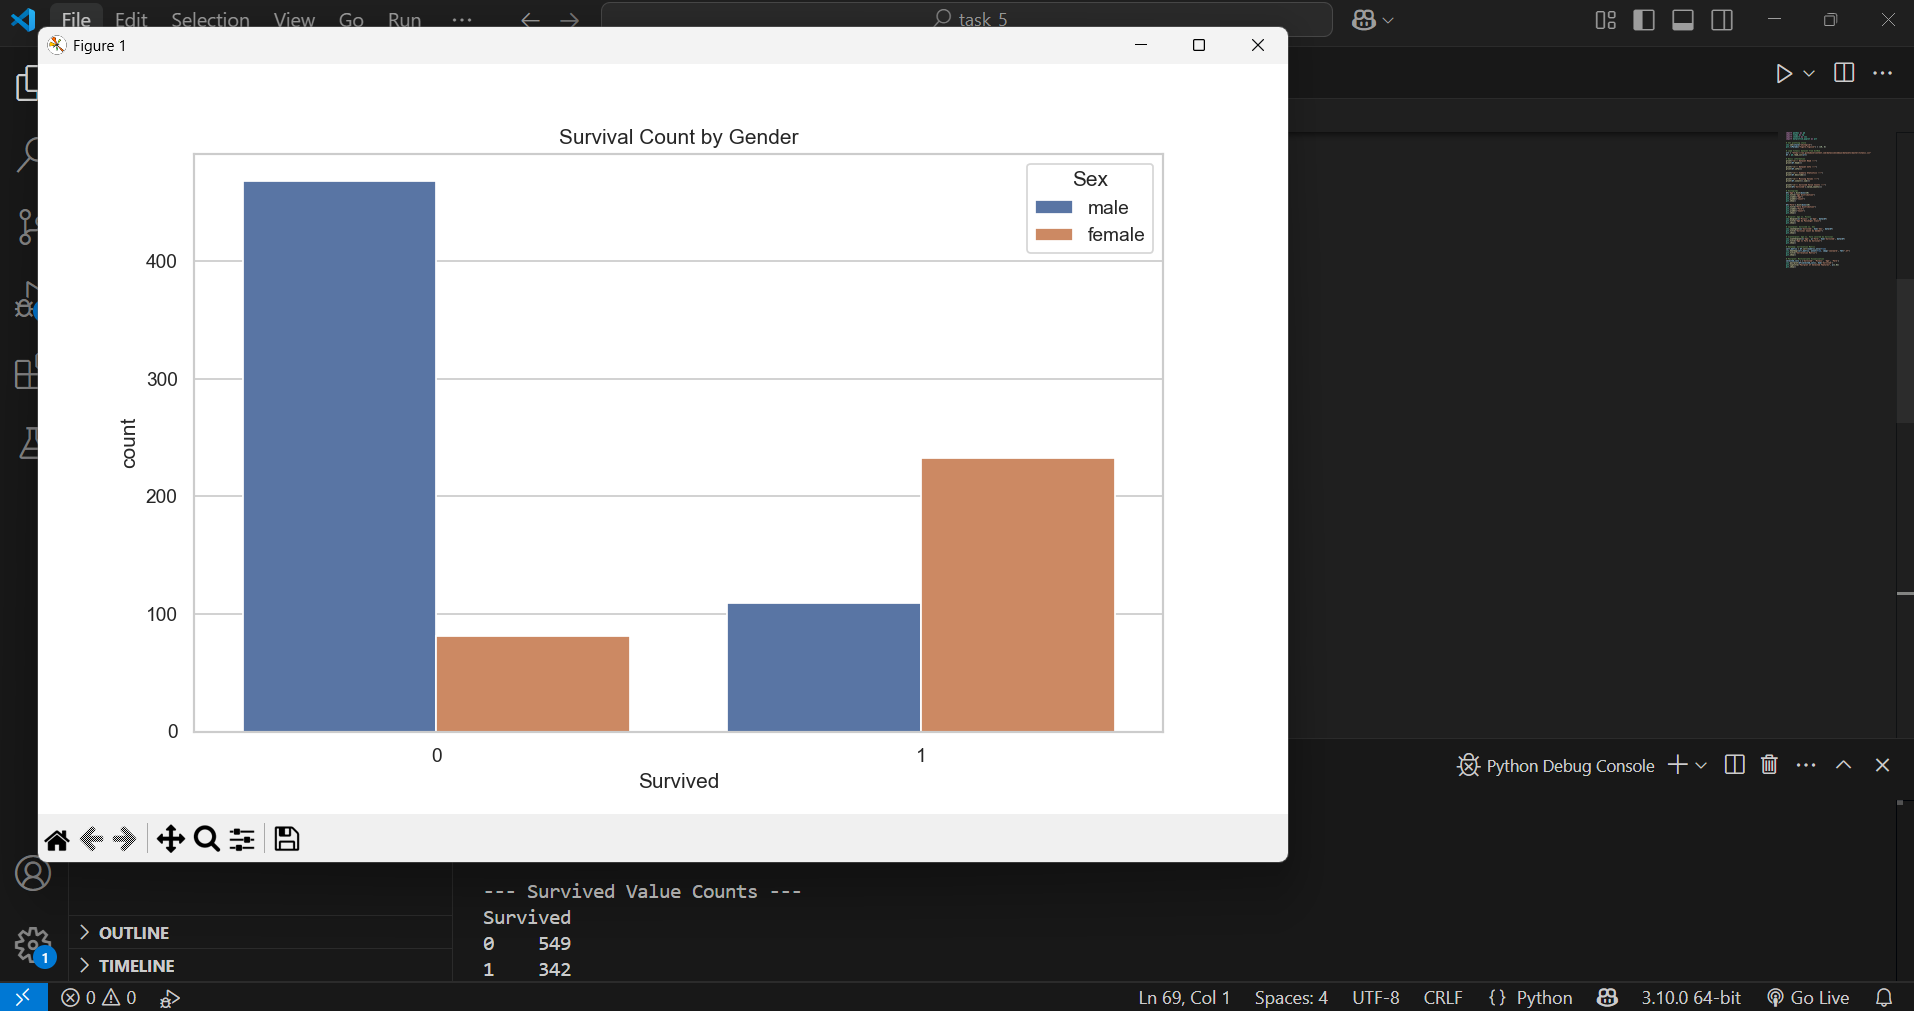 File Edit Selection View Go Run ··· task 5
Figure 1
Survival Count by Gender
Sex
male
female
400
300
200
100
0
count
0 1
Survived
Python Debug Console
--- Survived Value Counts ---
Survived
0 549
1 342
OUTLINE
TIMELINE
1
0 0 Ln 69, Col 1 Spaces: 4 UTF-8 CRLF {} Python 3.10.0 64-bit Go Live